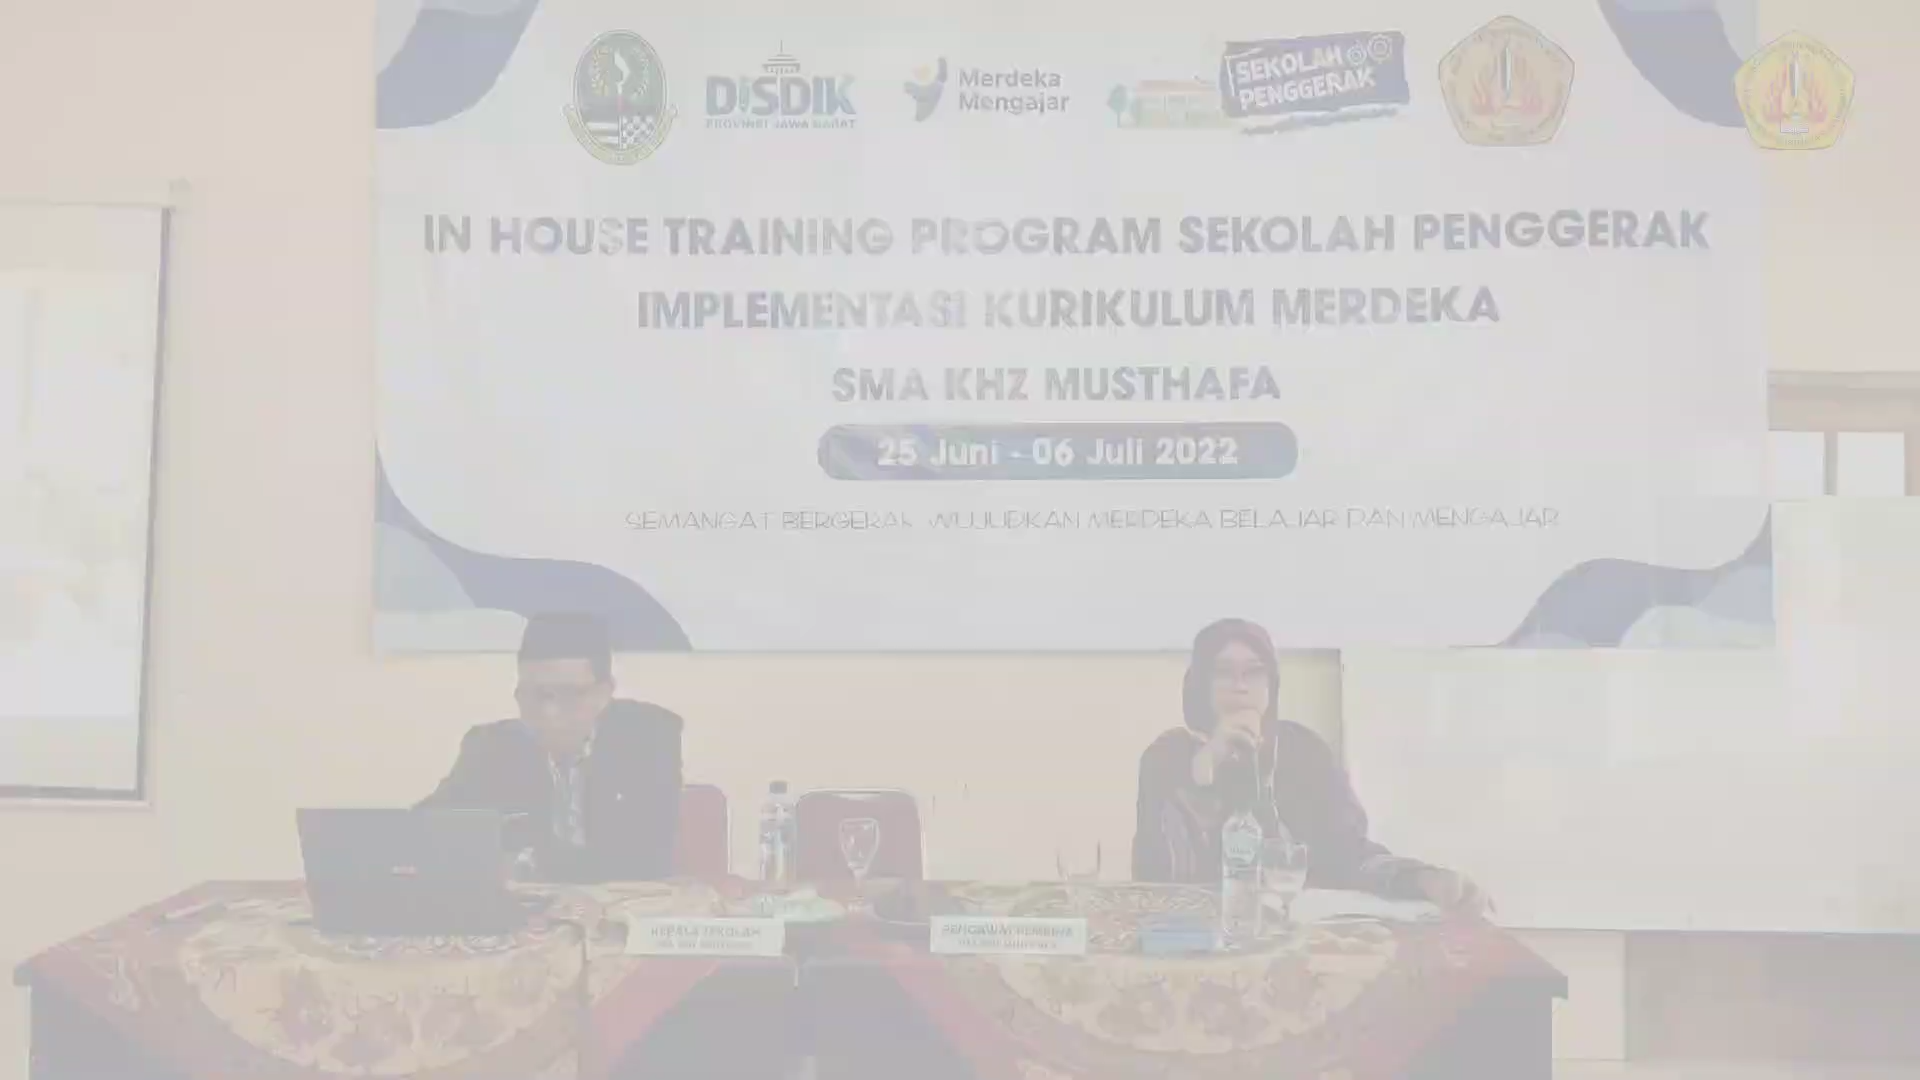 DISDIK
PROVINSI JAWA BARAT
Merdeka
Mengajar
SEKOLAH
PENGGERAK
IN HOUSE TRAINING PROGRAM SEKOLAH PENGGERAK
IMPLEMENTASI KURIKULUM MERDEKA
SMA KHZ MUSTHAFA
25 Juni - 06 Juli 2022
SEMANGAT BERGERAK WUJUDKAN MERDEKA BELAJAR DAN MENGAJAR
KEPALA SEKOLAH
PENGAWAS PEMBINA